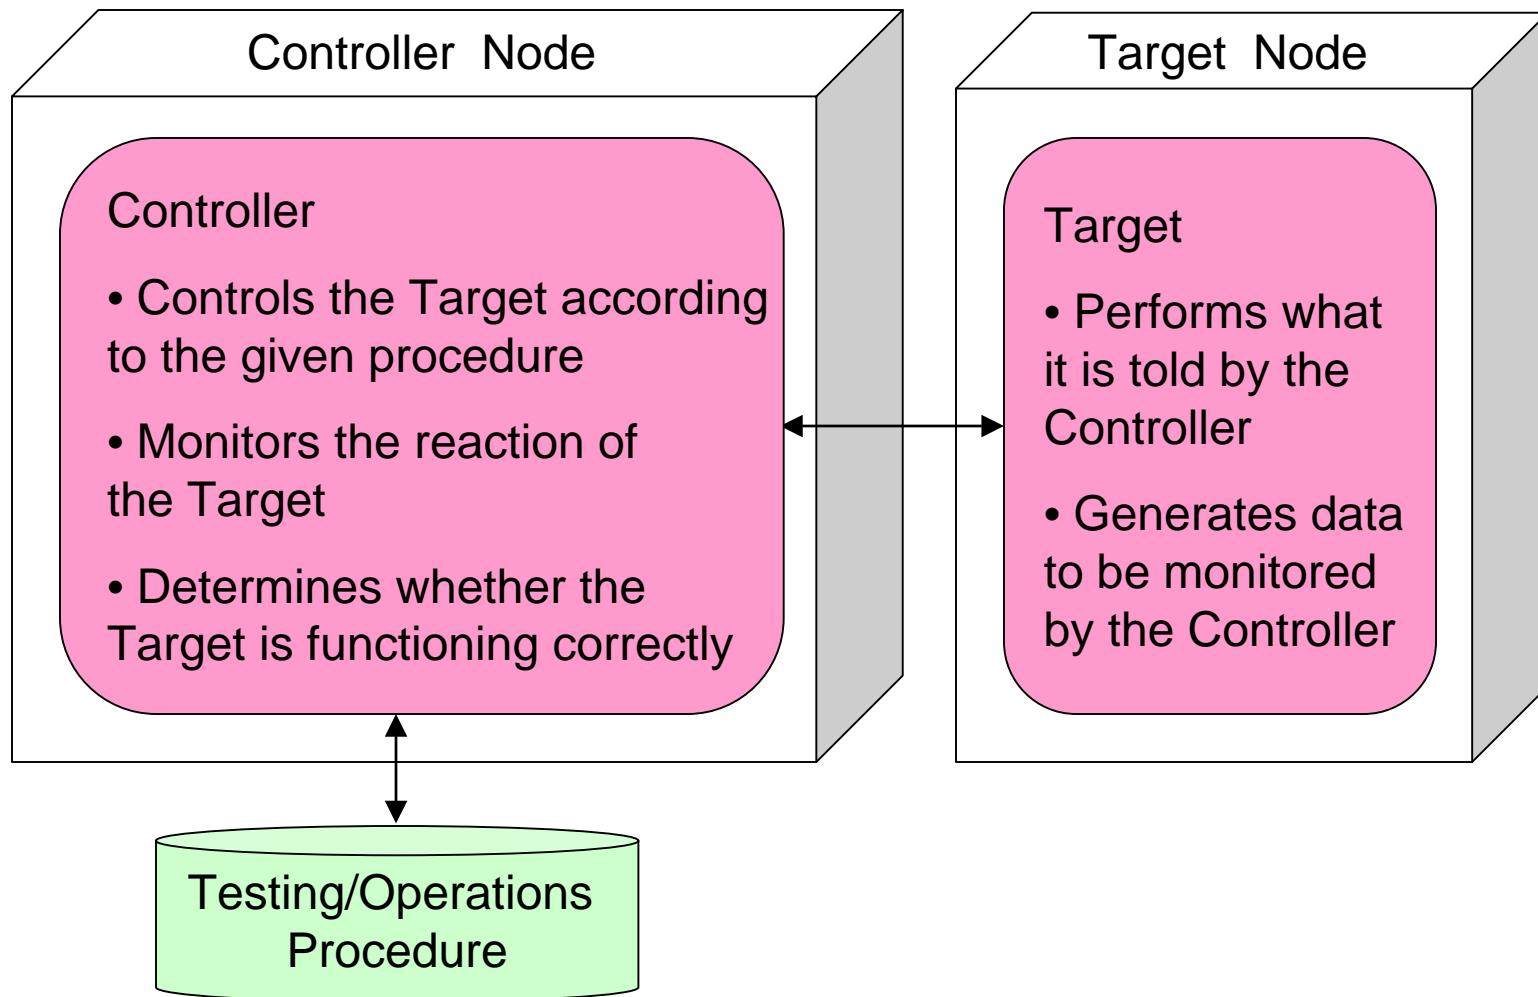 Controller Node
Controller
• Controls the Target according
to the given procedure
• Monitors the reaction of
the Target
• Determines whether the
Target is functioning correctly
Target Node
Target
• Performs what
it is told by the
Controller
• Generates data
to be monitored
by the Controller
Testing/Operations
Procedure